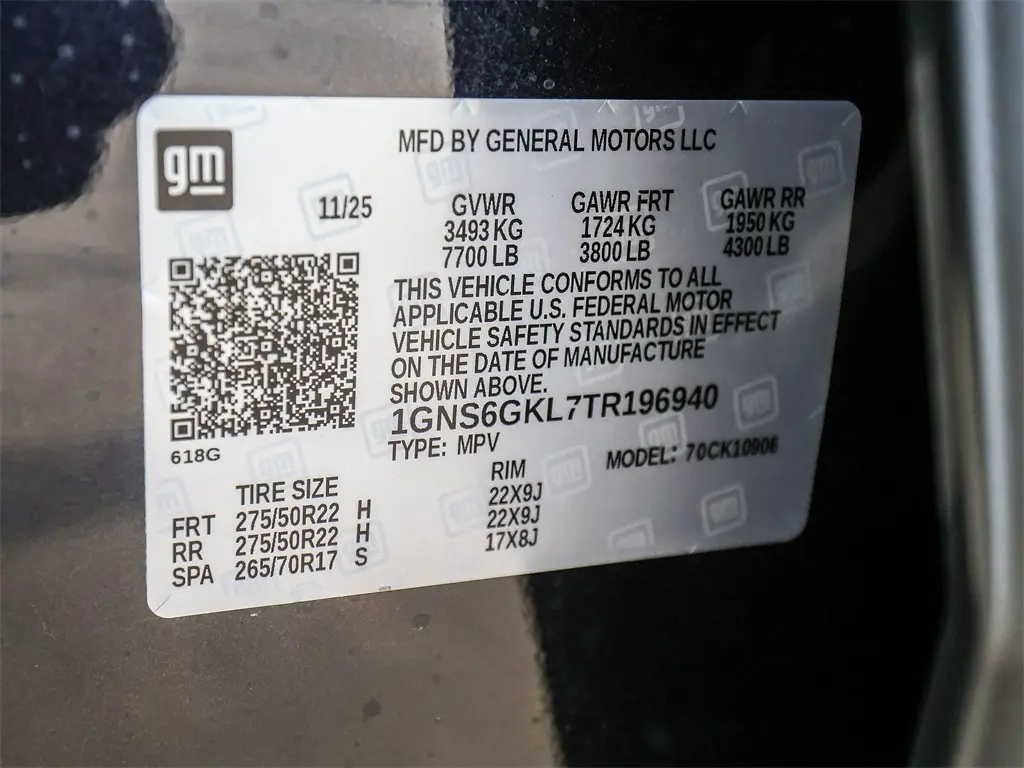 gm
MFD BY GENERAL MOTORS LLC
11/25
GVWR GAWR FRT GAWR RR
3493 KG 1724 KG 1950 KG
7700 LB 3800 LB 4300 LB
THIS VEHICLE CONFORMS TO ALL
APPLICABLE U.S. FEDERAL MOTOR
VEHICLE SAFETY STANDARDS IN EFFECT
ON THE DATE OF MANUFACTURE
SHOWN ABOVE.
1GNS6GKL7TR196940
TYPE: MPV MODEL: 70CK10906
618G
TIRE SIZE RIM
FRT 275/50R22 H 22X9J
RR 275/50R22 H 22X9J
SPA 265/70R17 S 17X8J